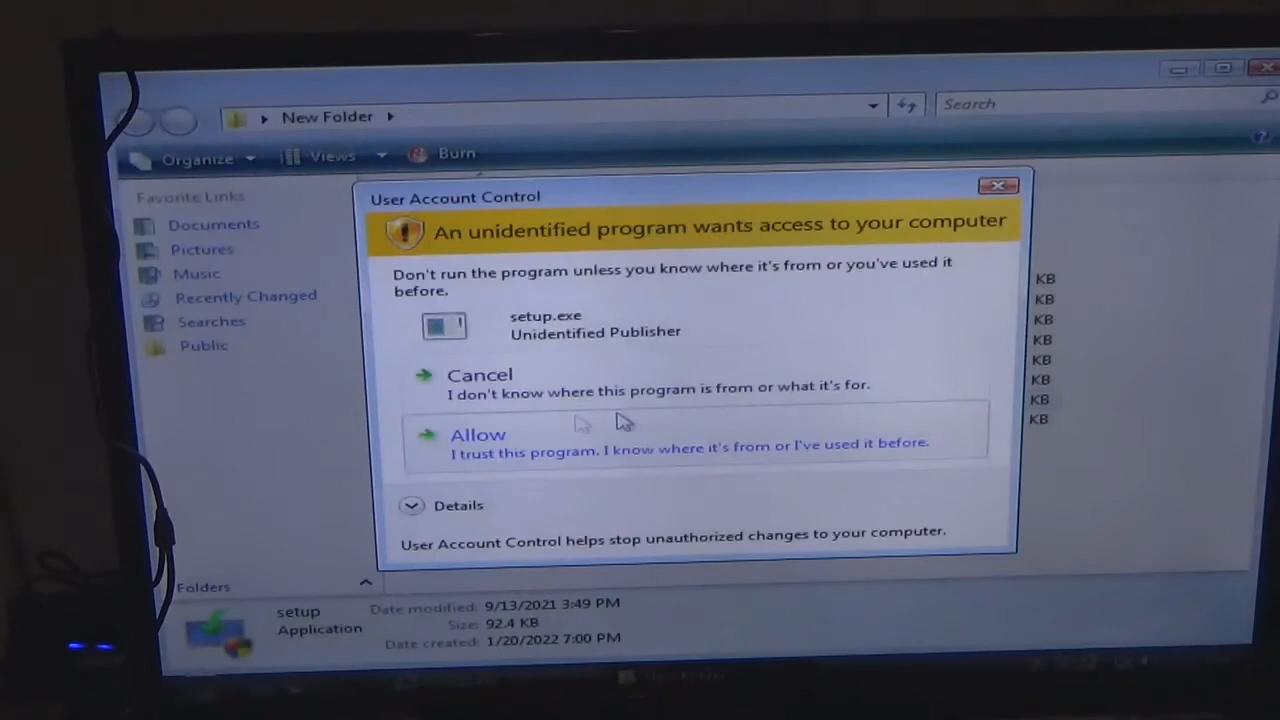 New Folder
Search
Organize
Views
Burn
Favorite Links
Documents
Pictures
Music
Recently Changed
Searches
Public
User Account Control
An unidentified program wants access to your computer
Don't run the program unless you know where it's from or you've used it
before.
setup.exe
Unidentified Publisher
Cancel
I don't know where this program is from or what it's for.
Allow
I trust this program. I know where it's from or I've used it before.
Details
User Account Control helps stop unauthorized changes to your computer.
KB
KB
KB
KB
KB
KB
KB
KB
Folders
setup
Application
Date modified: 9/13/2021 3:49 PM
Size: 92.4 KB
Date created: 1/20/2022 7:00 PM